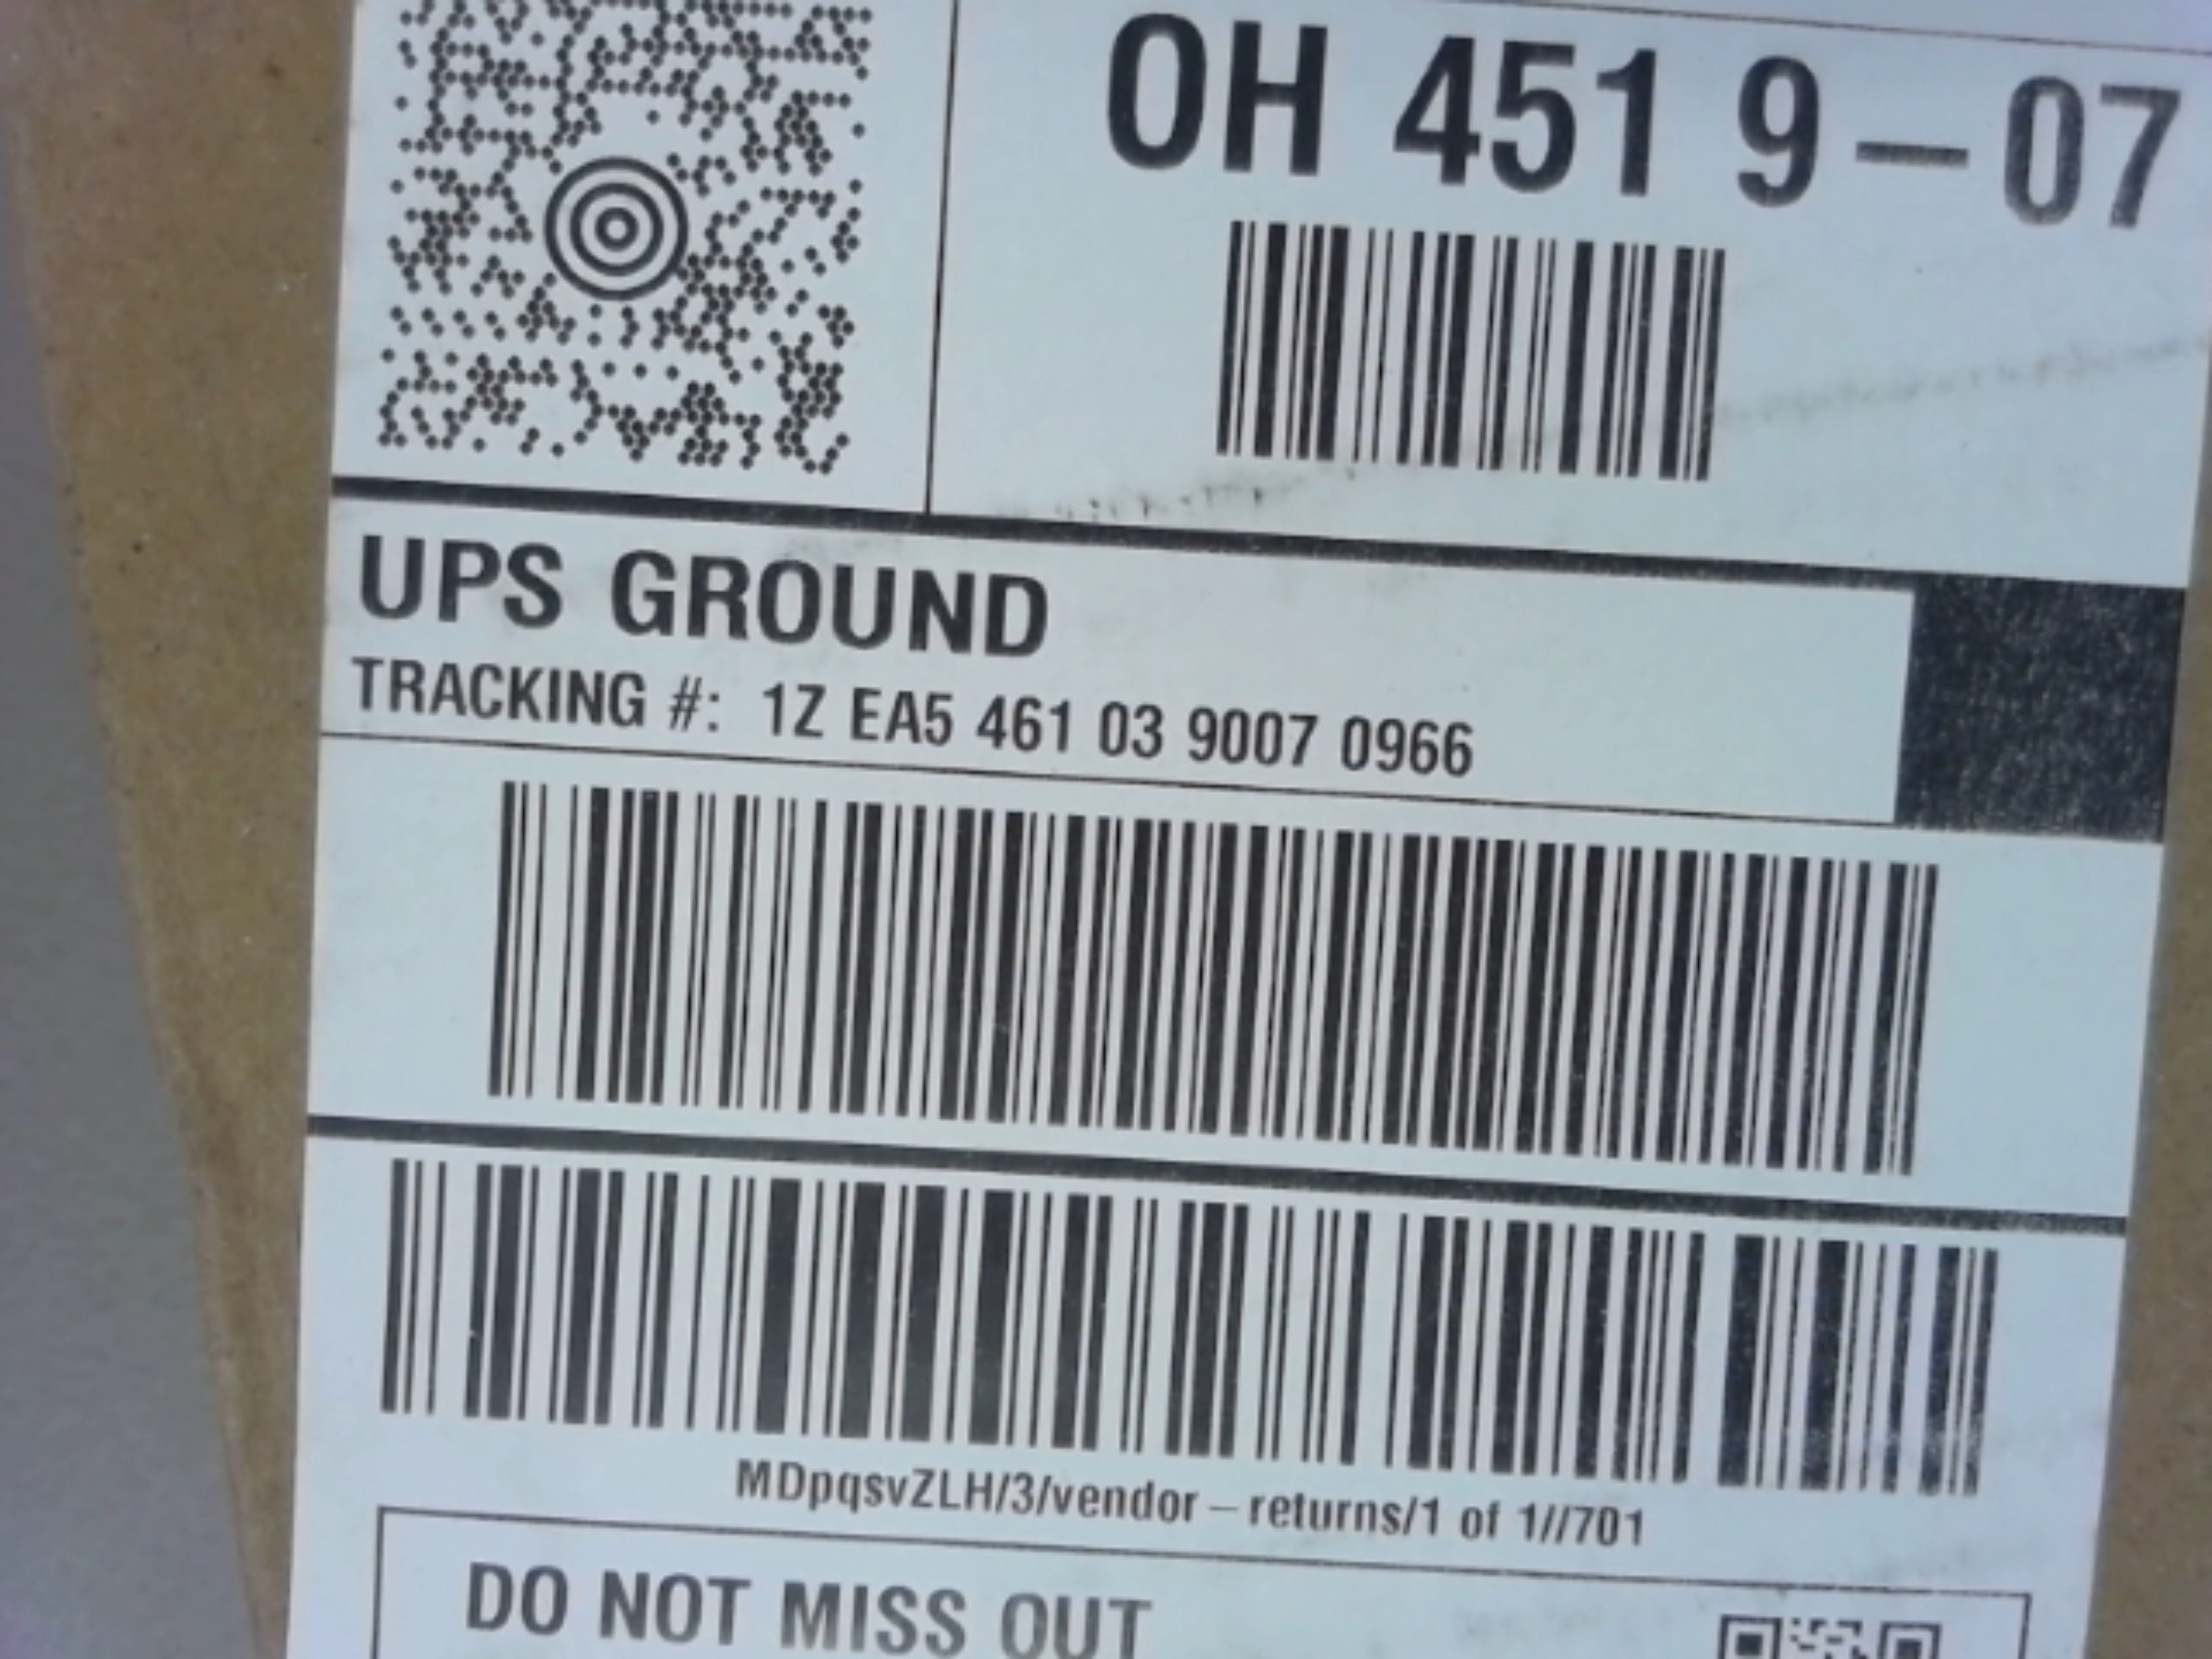 OH 451 9-07
UPS GROUND
TRACKING #: 1Z EA5 461 03 9007 0966
MDpqsvZLH/3/vendor-returns/1 of 1//701
DO NOT MISS OUT